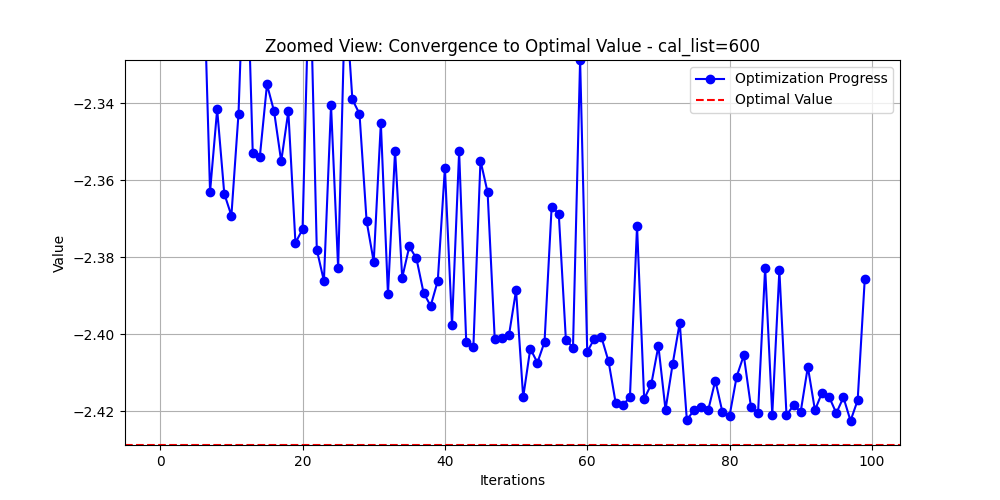 Zoomed View: Convergence to Optimal Value - cal_list=600
Optimization Progress
Optimal Value
−2.34
−2.36
−2.38
−2.40
−2.42
Value
0
20
40
60
80
100
Iterations